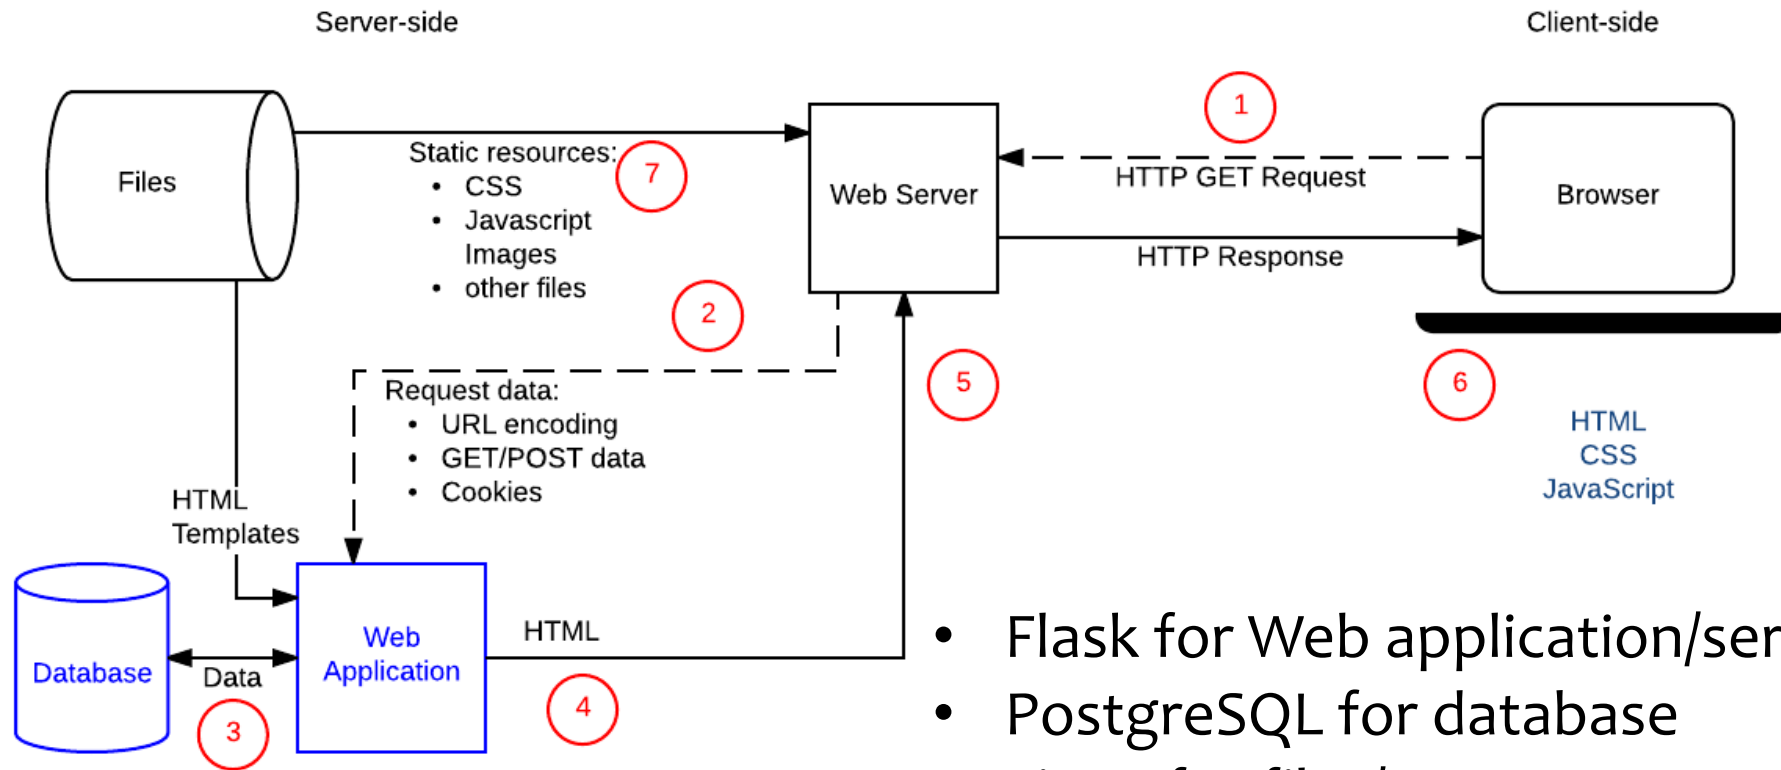 Server-side
Client-side
Files
Static resources:
• CSS
• Javascript
Images
• other files
7
Web Server
1
HTTP GET Request
HTTP Response
Browser
2
Request data:
• URL encoding
• GET/POST data
• Cookies
5
6
HTML
CSS
JavaScript
HTML
Templates
Database
Data
3
Web
Application
HTML
4
• Flask for Web application/ser
• PostgreSQL for database